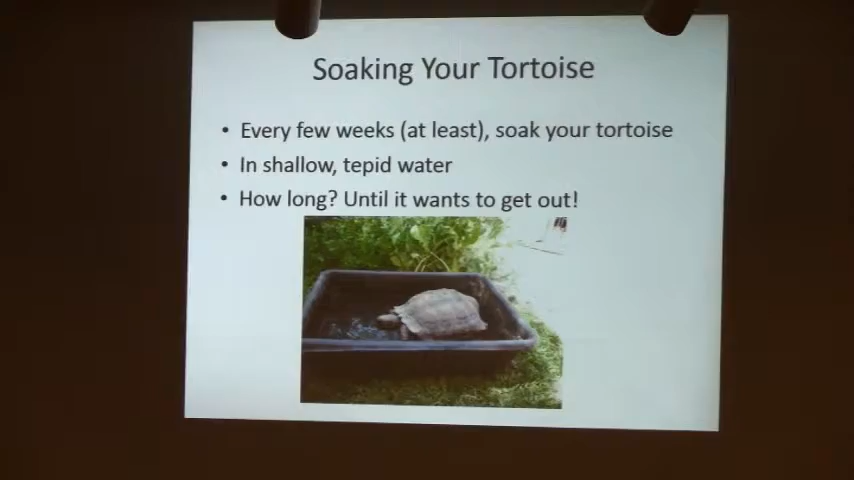 Soaking Your Tortoise
• Every few weeks (at least), soak your tortoise
• In shallow, tepid water
• How long? Until it wants to get out!